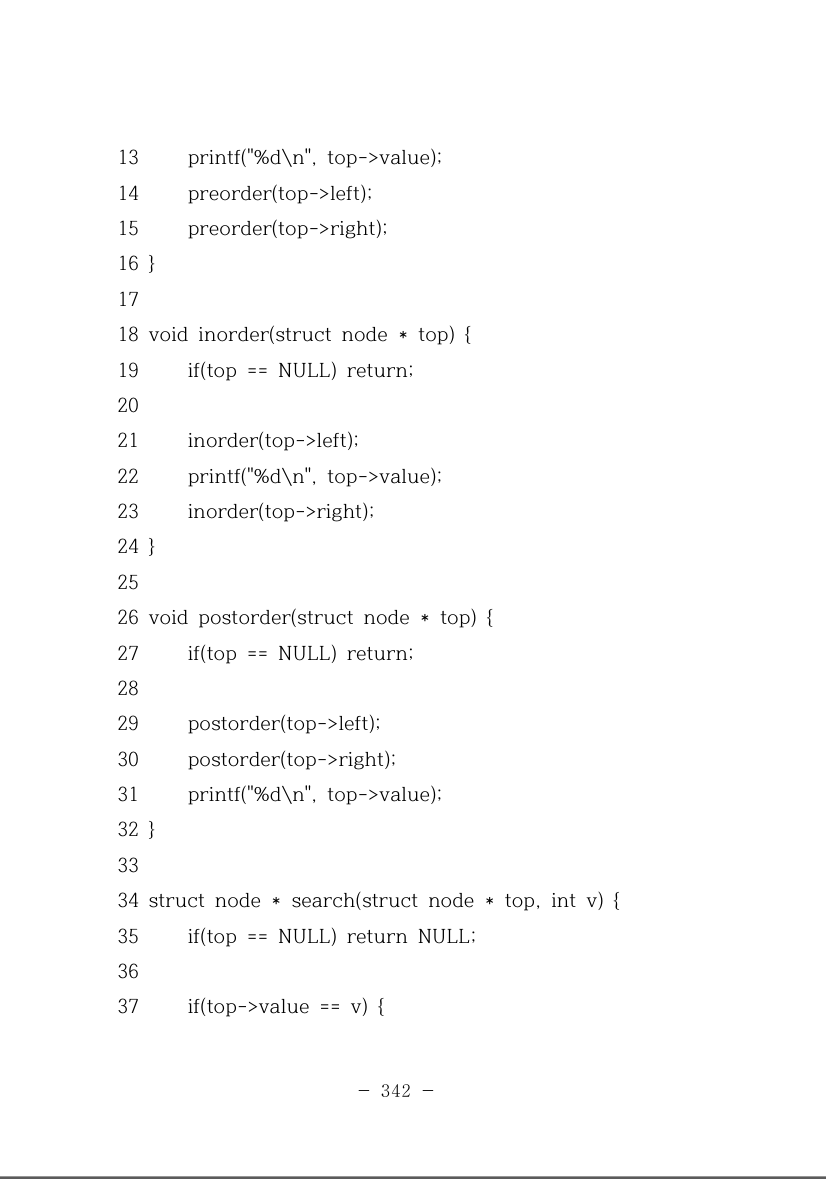 13     printf("%d\n", top->value);
14     preorder(top->left);
15     preorder(top->right);
16 }
17
18 void inorder(struct node * top) {
19     if(top == NULL) return;
20
21     inorder(top->left);
22     printf("%d\n", top->value);
23     inorder(top->right);
24 }
25
26 void postorder(struct node * top) {
27     if(top == NULL) return;
28
29     postorder(top->left);
30     postorder(top->right);
31     printf("%d\n", top->value);
32 }
33
34 struct node * search(struct node * top, int v) {
35     if(top == NULL) return NULL;
36
37     if(top->value == v) {
- 342 -